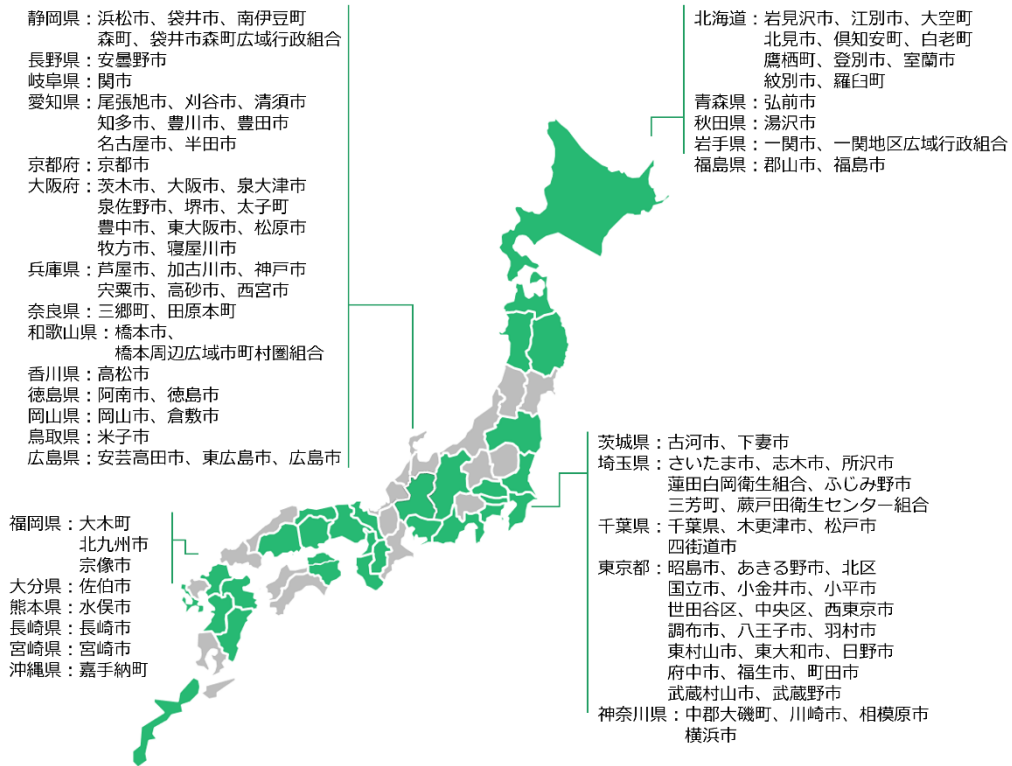 静岡県：浜松市、袋井市、南伊豆町
森町、袋井市森町広域行政組合
長野県：安曇野市
岐阜県：関市
愛知県：尾張旭市、刈谷市、清須市
知多市、豊川市、豊田市
名古屋市、半田市
京都府：京都市
大阪府：茨木市、大阪市、泉大津市
泉佐野市、堺市、太子町
豊中市、東大阪市、松原市
牧方市、寝屋川市
兵庫県：芦屋市、加古川市、神戸市
宍粟市、高砂市、西宮市
奈良県：三郷町、田原本町
和歌山県：橋本市、
橋本周辺広域市町村圏組合
香川県：高松市
徳島県：阿南市、徳島市
岡山県：岡山市、倉敷市
鳥取県：米子市
広島県：安芸高田市、東広島市、広島市
福岡県：大木町
北九州市
宗像市
大分県：佐伯市
熊本県：水俣市
長崎県：長崎市
宮崎県：宮崎市
沖縄県：嘉手納町
北海道：岩見沢市、江別市、大空町
北見市、倶知安町、白老町
鷹栖町、登別市、室蘭市
紋別市、羅臼町
青森県：弘前市
秋田県：湯沢市
岩手県：一関市、一関地区広域行政組合
福島県：郡山市、福島市
茨城県：古河市、下妻市
埼玉県：さいたま市、志木市、所沢市
蓮田白岡衛生組合、ふじみ野市
三芳町、蕨戸田衛生センター組合
千葉県：千葉県、木更津市、松戸市
四街道市
東京都：昭島市、あきる野市、北区
国立市、小金井市、小平市
世田谷区、中央区、西東京市
調布市、八王子市、羽村市
東村山市、東大和市、日野市
府中市、福生市、町田市
武蔵村山市、武蔵野市
神奈川県：中郡大磯町、川崎市、相模原市
横浜市